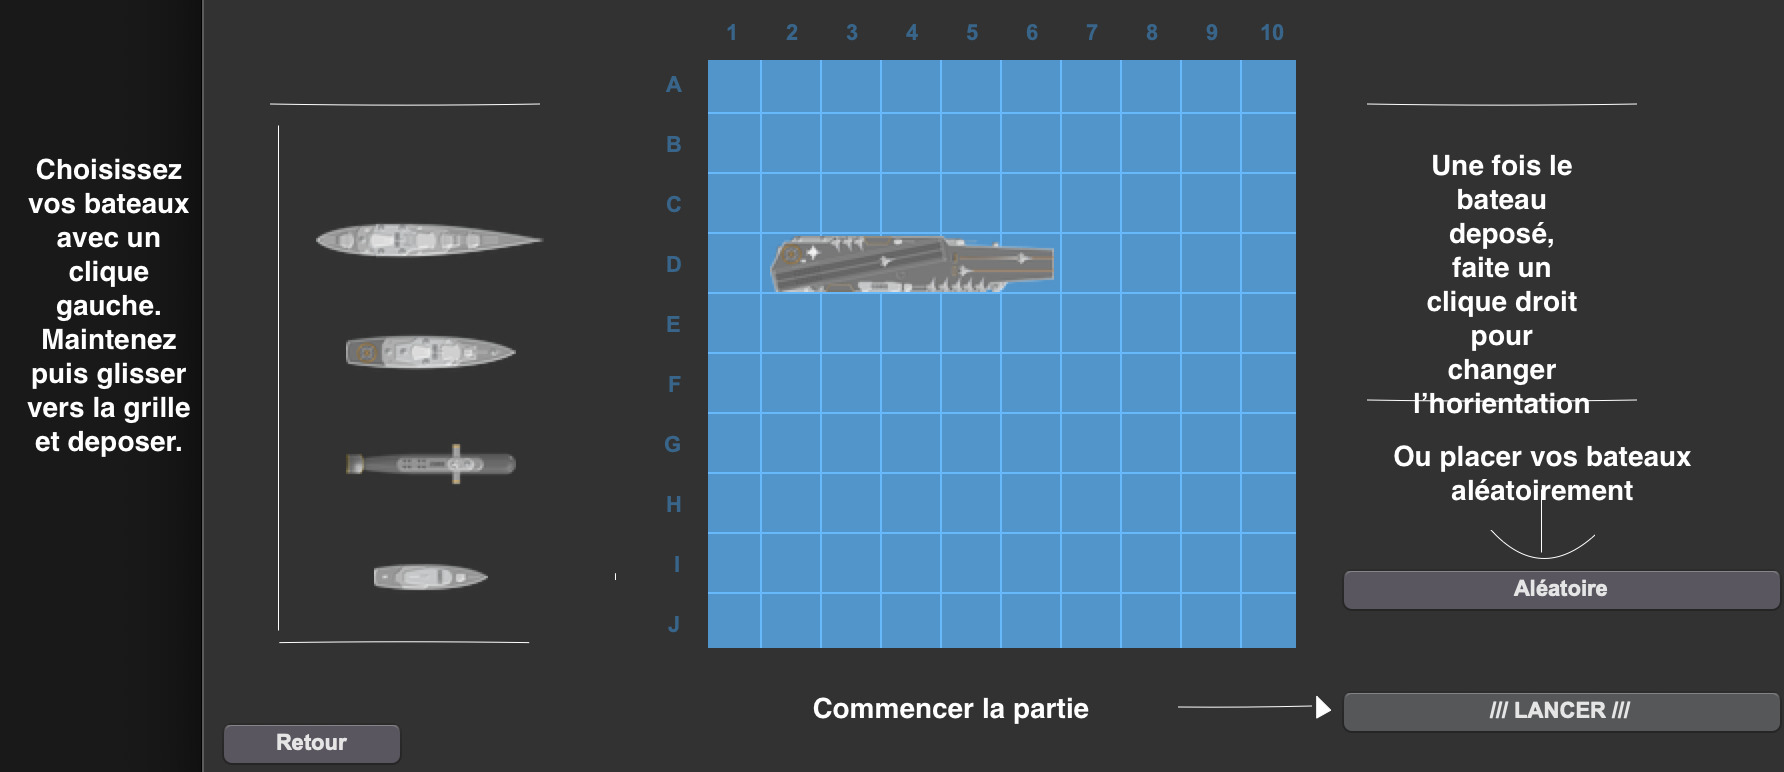 Choisissez
vos bateaux
avec un
clique
gauche.
Maintenez
puis glisser
vers la grille
et deposer.
1 2 3 4 5 6 7 8 9 10
A
B
C
D
E
F
G
H
I
J
Une fois le
bateau
deposé,
faite un
clique droit
pour
changer
l’horientation
Ou placer vos bateaux
aléatoirement
Aléatoire
Commencer la partie
/// LANCER ///
Retour